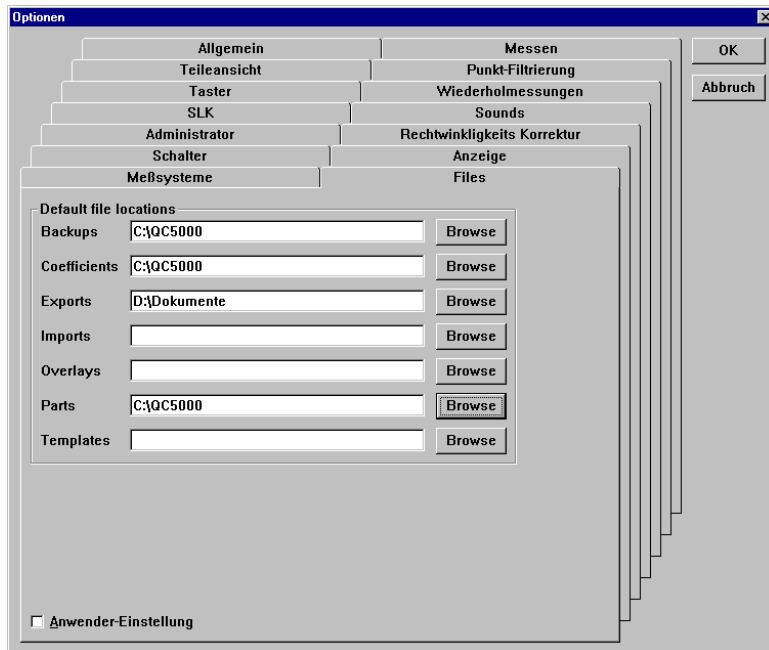 Optionen
Allgemein Messen OK
Teileansicht Punkt-Filtrierung
Taster Wiederholmessungen Abbruch
SLK Sounds
Administrator Rechtwinkligkeits Korrektur
Schalter Anzeige
Meßsysteme Files
Default file locations
Backups C:\QC5000 Browse
Coefficients C:\QC5000 Browse
Exports D:\Dokumente Browse
Imports Browse
Overlays Browse
Parts C:\QC5000 Browse
Templates Browse
Anwender-Einstellung